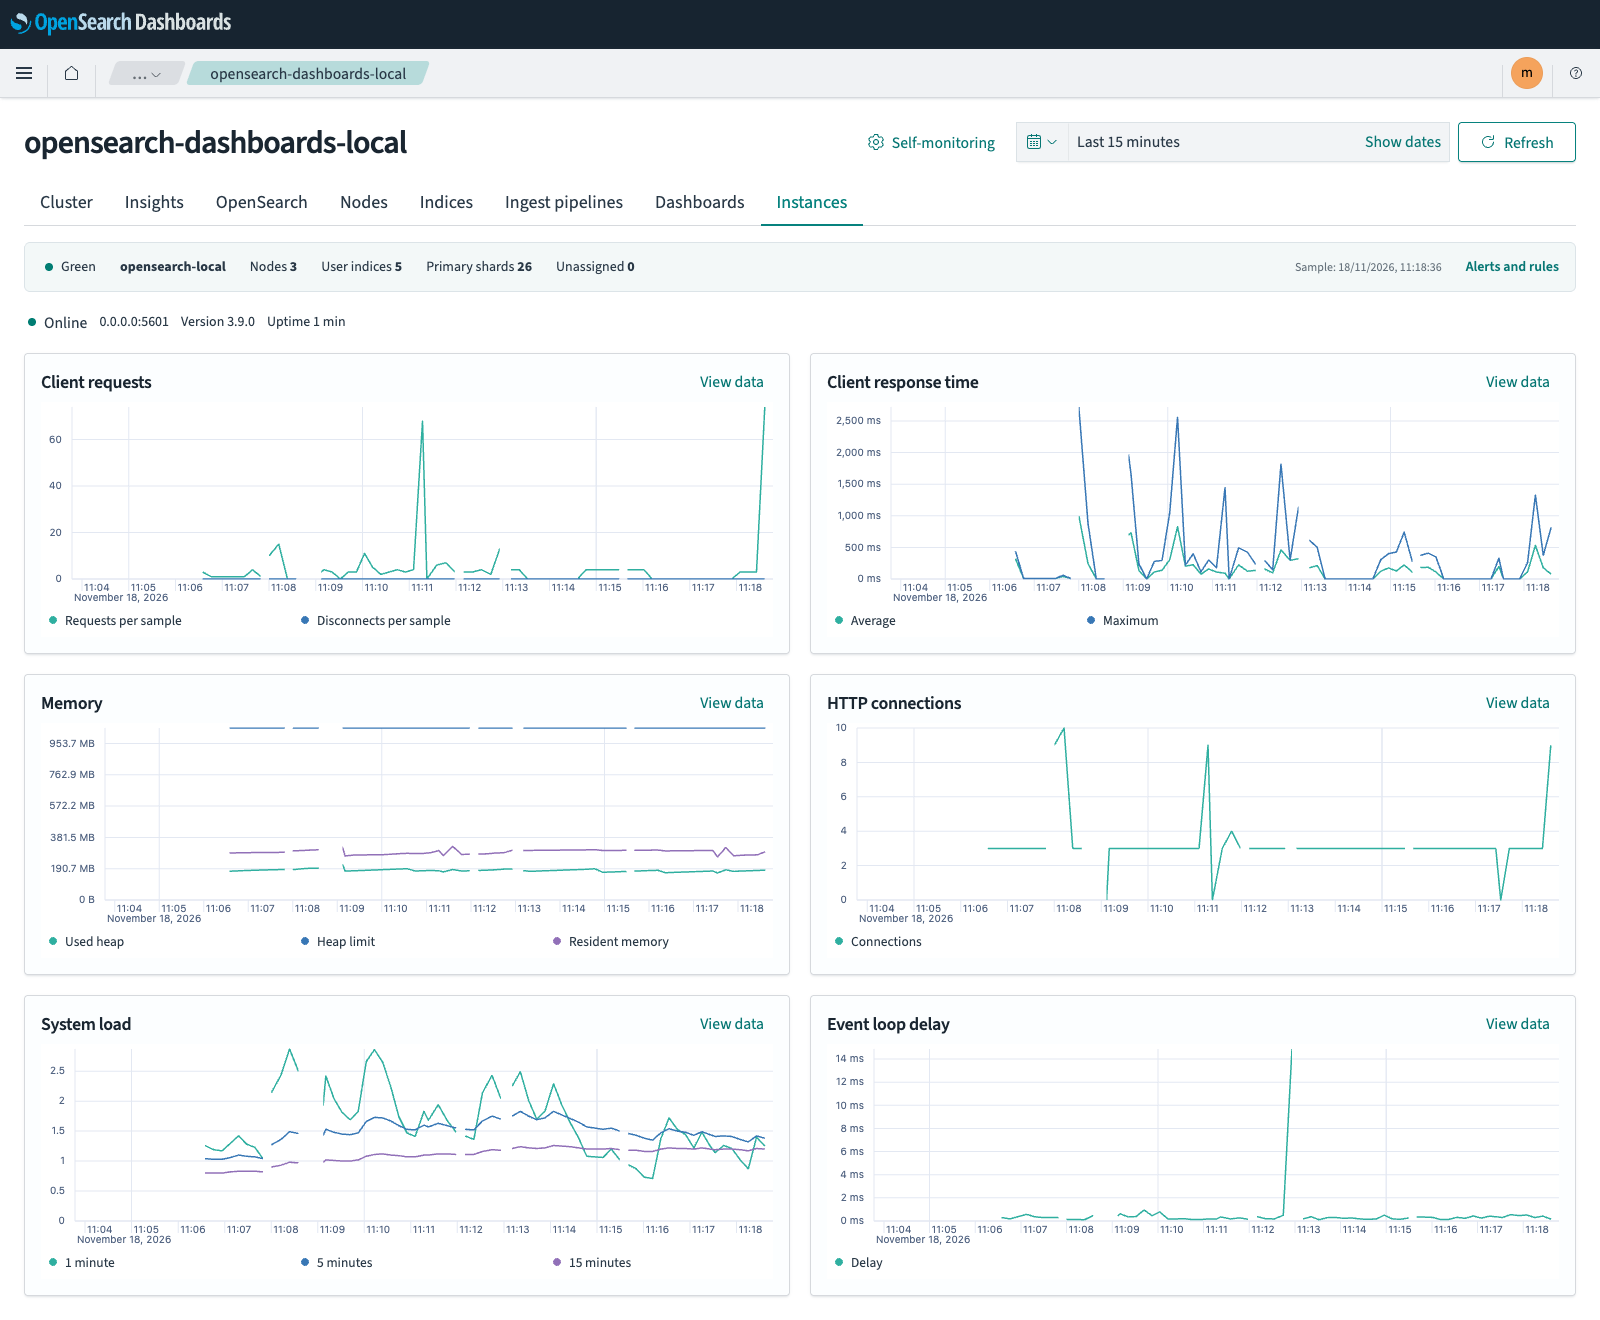 OpenSearch Dashboards
... opensearch-dashboards-local m
opensearch-dashboards-local
Self-monitoring Last 15 minutes Show dates Refresh
Cluster Insights OpenSearch Nodes Indices Ingest pipelines Dashboards Instances
Green opensearch-local Nodes 3 User indices 5 Primary shards 26 Unassigned 0 Sample: 18/11/2026, 11:18:36 Alerts and rules
Online 0.0.0.0:5601 Version 3.9.0 Uptime 1 min
Client requests View data
60
40
20
0
11:04 11:05 11:06 11:07 11:08 11:09 11:10 11:11 11:12 11:13 11:14 11:15 11:16 11:17 11:18
November 18, 2026
Requests per sample Disconnects per sample
Client response time View data
2,500 ms
2,000 ms
1,500 ms
1,000 ms
500 ms
0 ms
11:04 11:05 11:06 11:07 11:08 11:09 11:10 11:11 11:12 11:13 11:14 11:15 11:16 11:17 11:18
November 18, 2026
Average Maximum
Memory View data
953.7 MB
762.9 MB
572.2 MB
381.5 MB
190.7 MB
0 B
11:04 11:05 11:06 11:07 11:08 11:09 11:10 11:11 11:12 11:13 11:14 11:15 11:16 11:17 11:18
November 18, 2026
Used heap Heap limit Resident memory
HTTP connections View data
10
8
6
4
2
0
11:04 11:05 11:06 11:07 11:08 11:09 11:10 11:11 11:12 11:13 11:14 11:15 11:16 11:17 11:18
November 18, 2026
Connections
System load View data
2.5
2
1.5
1
0.5
0
11:04 11:05 11:06 11:07 11:08 11:09 11:10 11:11 11:12 11:13 11:14 11:15 11:16 11:17 11:18
November 18, 2026
1 minute 5 minutes 15 minutes
Event loop delay View data
14 ms
12 ms
10 ms
8 ms
6 ms
4 ms
2 ms
0 ms
11:04 11:05 11:06 11:07 11:08 11:09 11:10 11:11 11:12 11:13 11:14 11:15 11:16 11:17 11:18
November 18, 2026
Delay